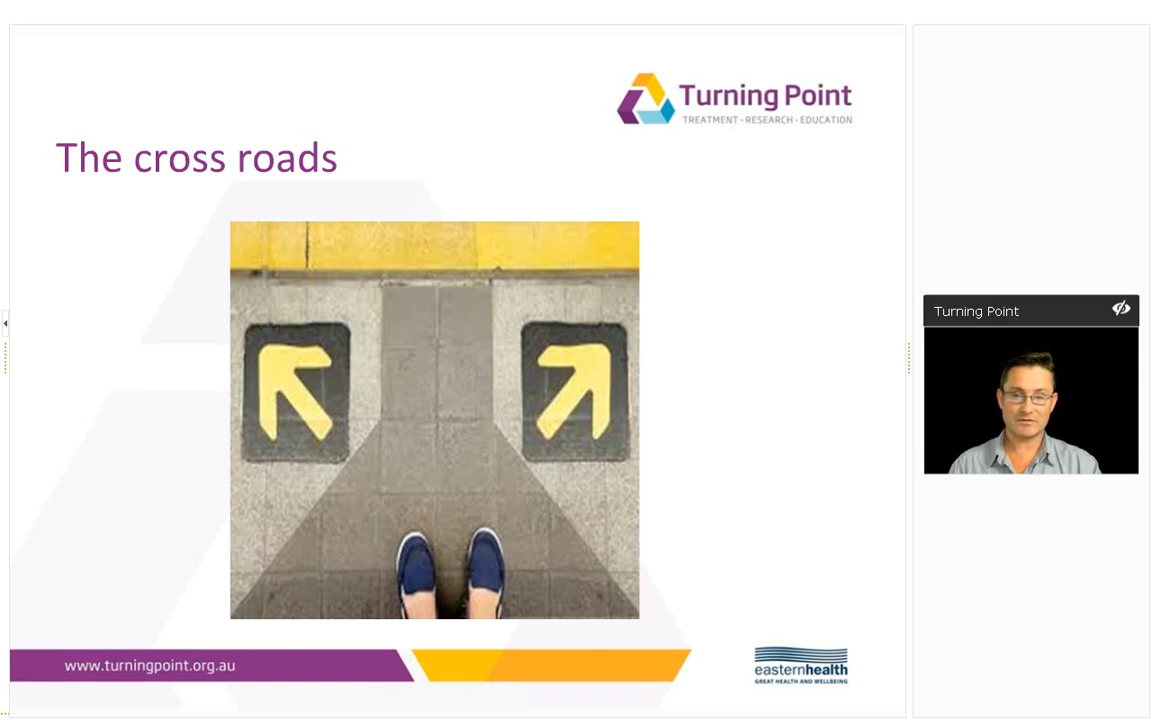 Turning Point
TREATMENT • RESEARCH • EDUCATION
The cross roads
www.turningpoint.org.au
easternhealth
GREAT HEALTH AND WELLBEING
Turning Point